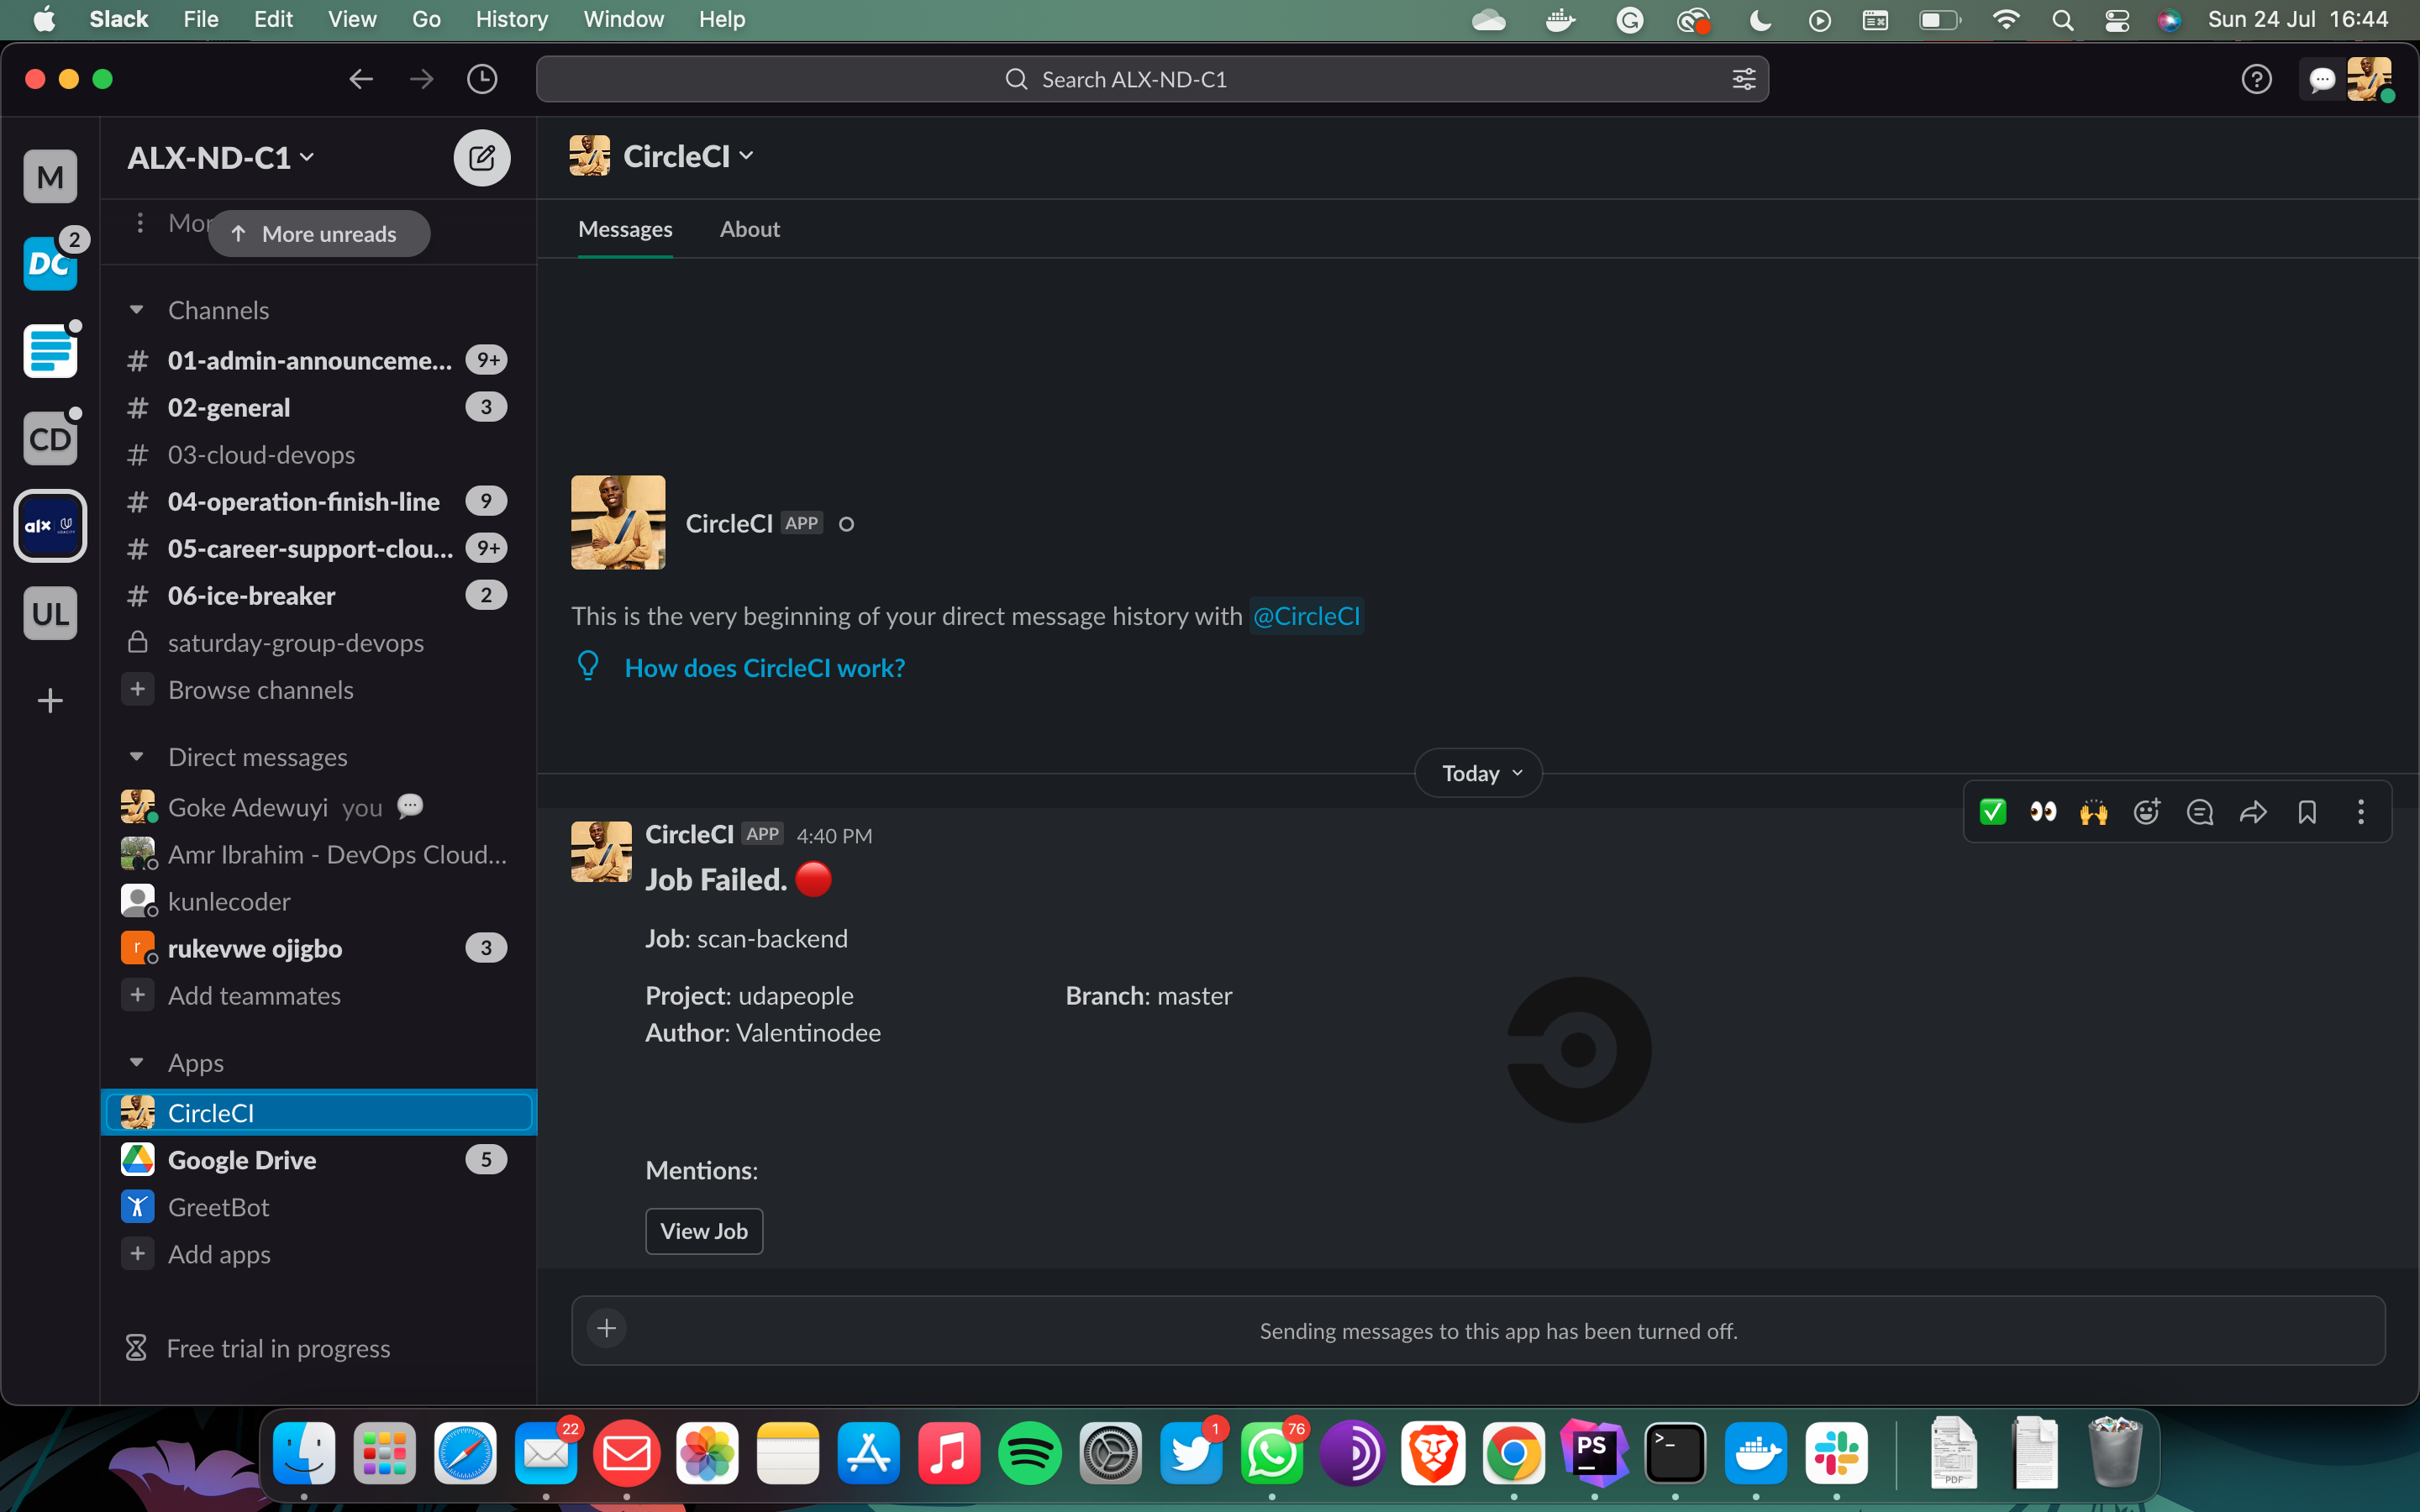 Slack File Edit View Go History Window Help
Sun 24 Jul 16:44
Search ALX-ND-C1
M
ALX-ND-C1
CircleCI
Mor
More unreads
Messages About
DC 2
Channels
# 01-admin-announceme... 9+
# 02-general 3
CD
# 03-cloud-devops
# 04-operation-finish-line 9
alx
# 05-career-support-clou... 9+
# 06-ice-breaker 2
UL
saturday-group-devops
Browse channels
Direct messages
Goke Adewuyi you
Amr Ibrahim - DevOps Cloud...
kunlecoder
r rukevwe ojigbo 3
Add teammates
Apps
CircleCI
Google Drive 5
GreetBot
Add apps
Free trial in progress
CircleCI APP
This is the very beginning of your direct message history with @CircleCI
How does CircleCI work?
Today
CircleCI APP 4:40 PM
Job Failed.
Job: scan-backend
Project: udapeople Branch: master
Author: Valentinodee
Mentions:
View Job
Sending messages to this app has been turned off.
22
1
76
PS
PDF